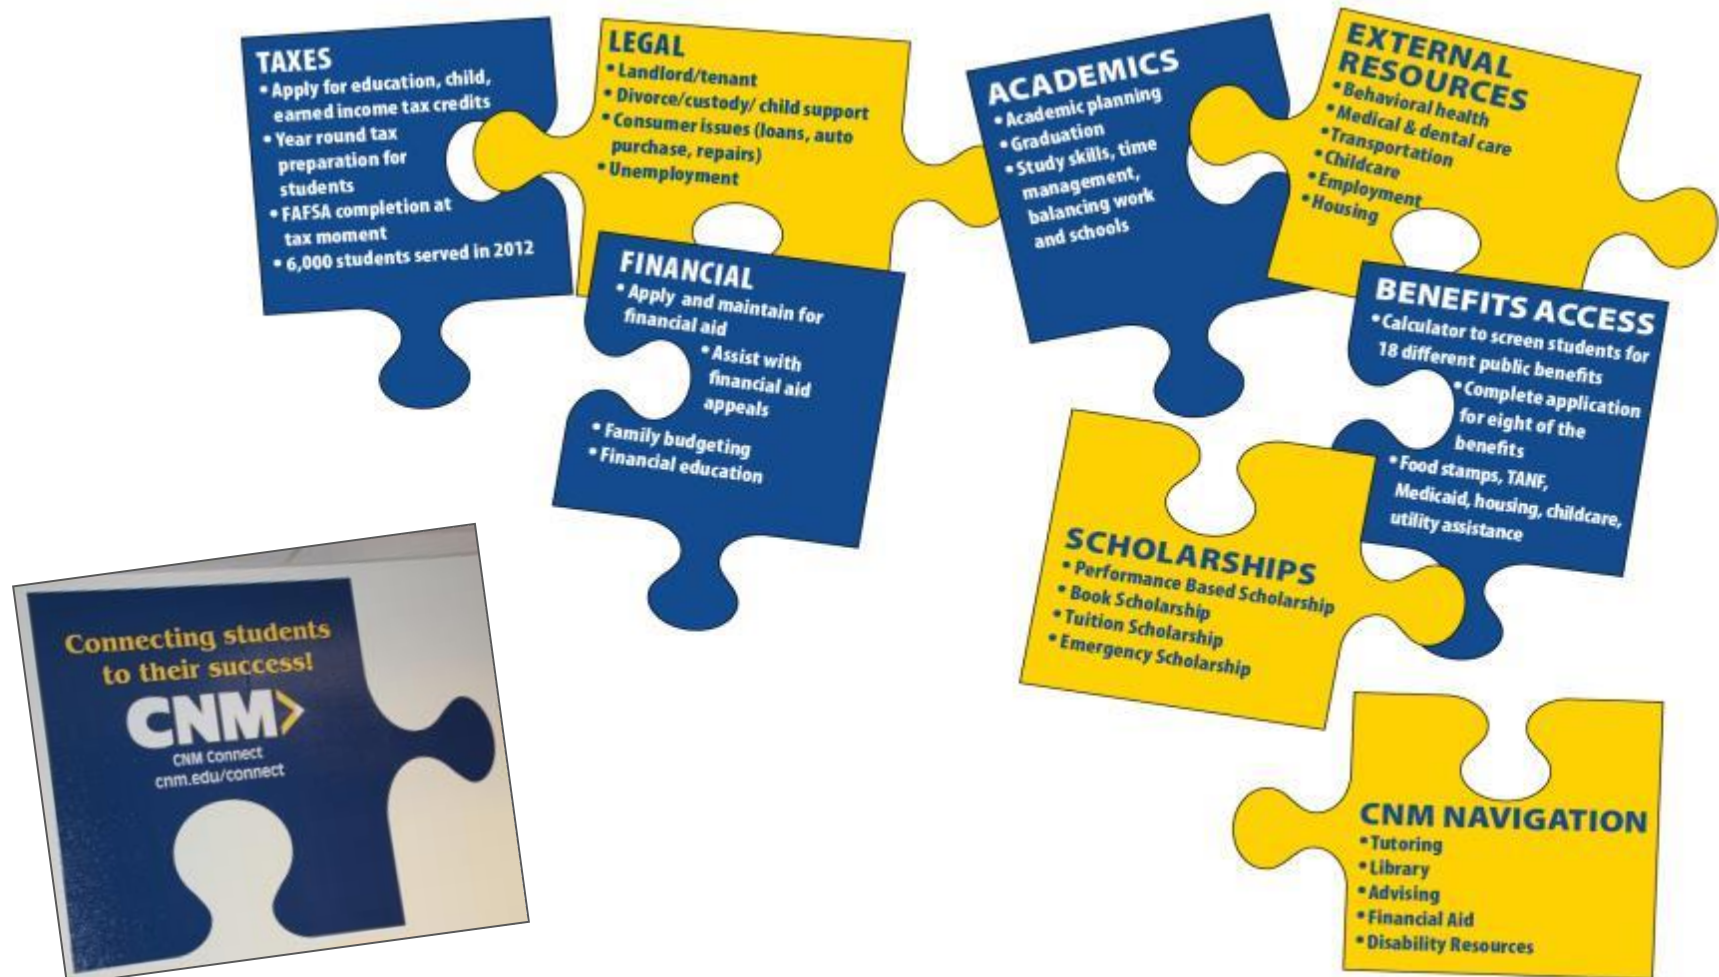 TAXES
• Apply for education, child,
earned income tax credits
• Year round tax
preparation for
students
• FAFSA completion at
tax moment
• 6,000 students served in 2012
LEGAL
• Landlord/tenant
• Divorce/custody/ child support
• Consumer issues (loans, auto
purchase, repairs)
• Unemployment
FINANCIAL
• Apply and maintain for
financial aid
• Assist with
financial aid
appeals
• Family budgeting
• Financial education
ACADEMICS
• Academic planning
• Graduation
• Study skills, time
management,
balancing work
and schools
EXTERNAL
RESOURCES
• Behavioral health
• Medical & dental care
• Transportation
• Childcare
• Employment
• Housing
BENEFITS ACCESS
• Calculator to screen students for
18 different public benefits
• Complete application
for eight of the
benefits
• Food stamps, TANF,
Medicaid, housing, childcare,
utility assistance
SCHOLARSHIPS
• Performance Based Scholarship
• Book Scholarship
• Tuition Scholarship
• Emergency Scholarship
CNM NAVIGATION
• Tutoring
• Library
• Advising
• Financial Aid
• Disability Resources
Connecting students
to their success!
CNM
CNM Connect
cnm.edu/connect